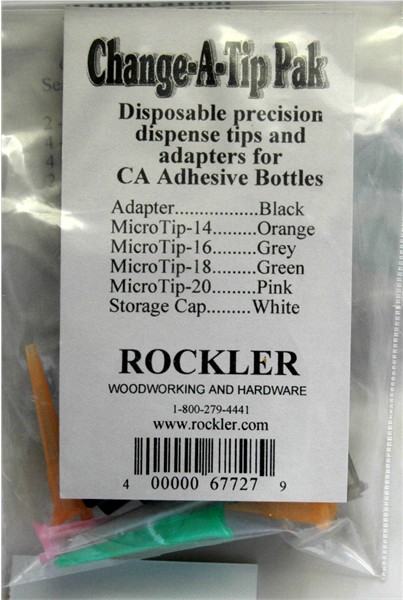 Change-A-Tip Pak
Disposable precision
dispense tips and
adapters for
CA Adhesive Bottles
Adapter.................Black
MicroTip-14.........Orange
MicroTip-16.........Grey
MicroTip-18.........Green
MicroTip-20.........Pink
Storage Cap.........White
ROCKLER
WOODWORKING AND HARDWARE
1-800-279-4441
www.rockler.com
4 00000 67727 9